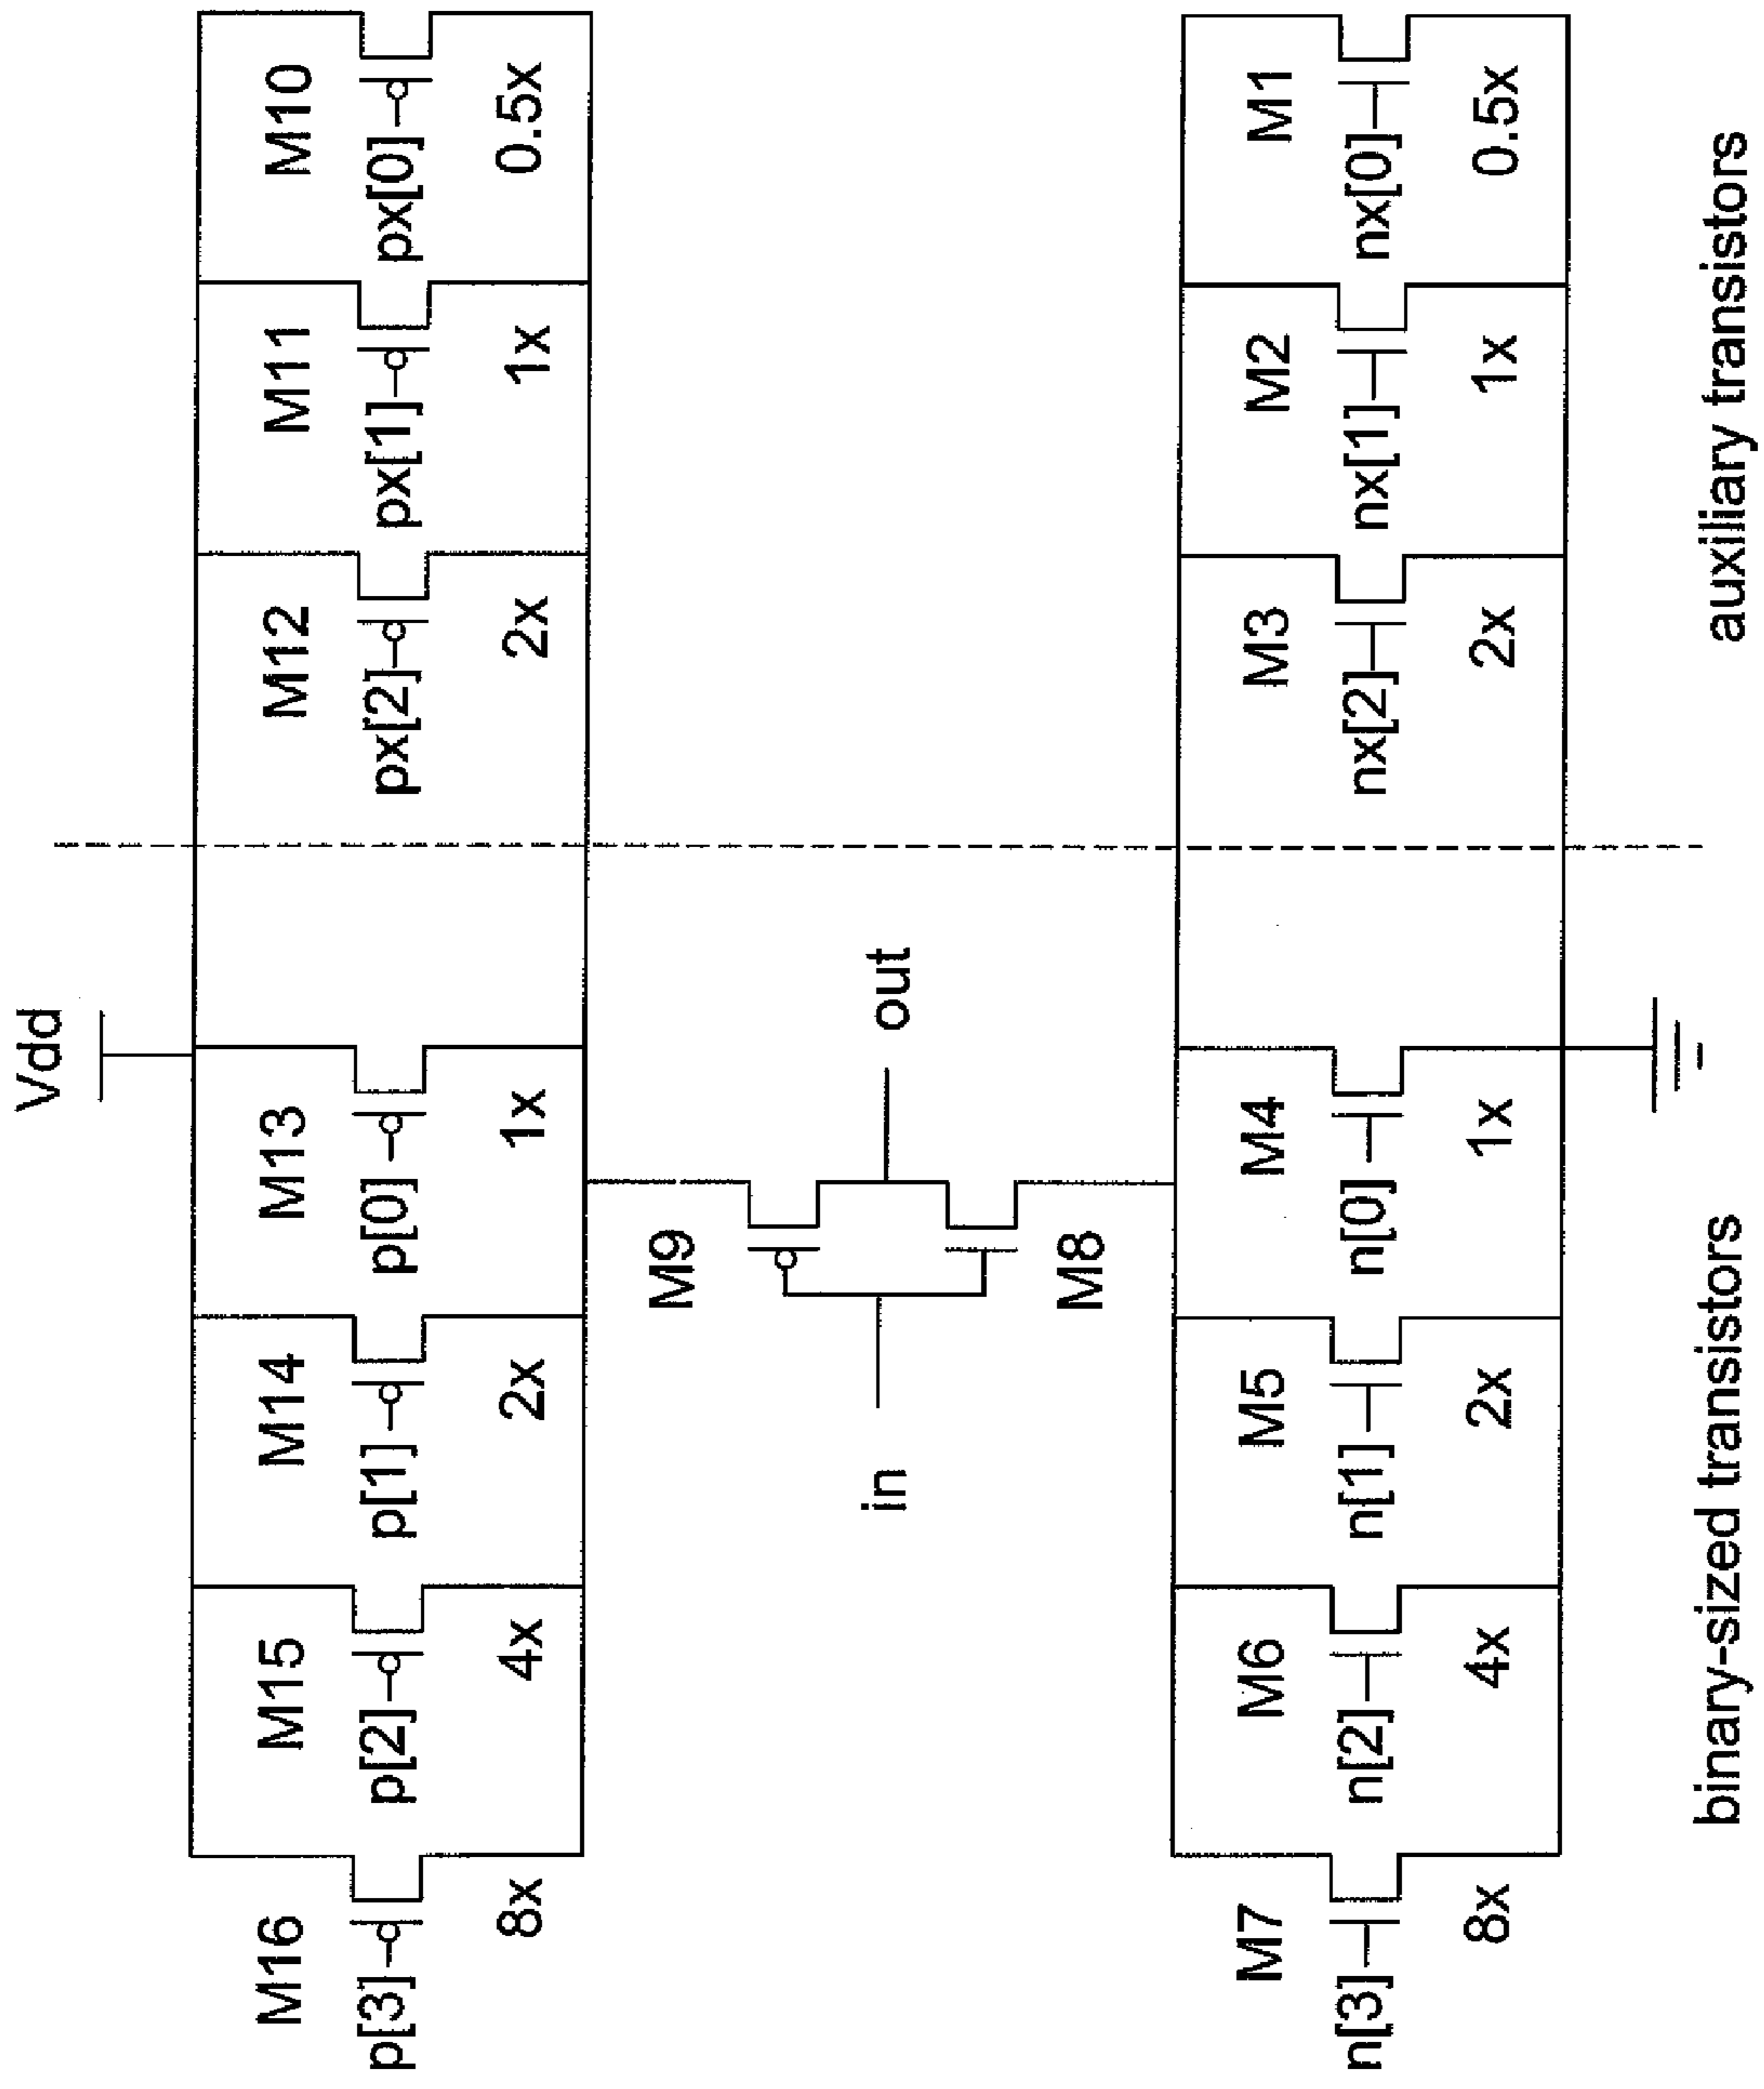 Vdd
M16
M15
M14
M13
M12
M11
M10
p[3]
p[2]
p[1]
p[0]
px[2]
px[1]
px[0]
8x
4x
2x
1x
2x
1x
0.5x
M9
in
out
M8
M7
M6
M5
M4
M3
M2
M1
n[3]
n[2]
n[1]
n[0]
nx[2]
nx[1]
nx[0]
8x
4x
2x
1x
2x
1x
0.5x
binary-sized transistors
auxiliary transistors